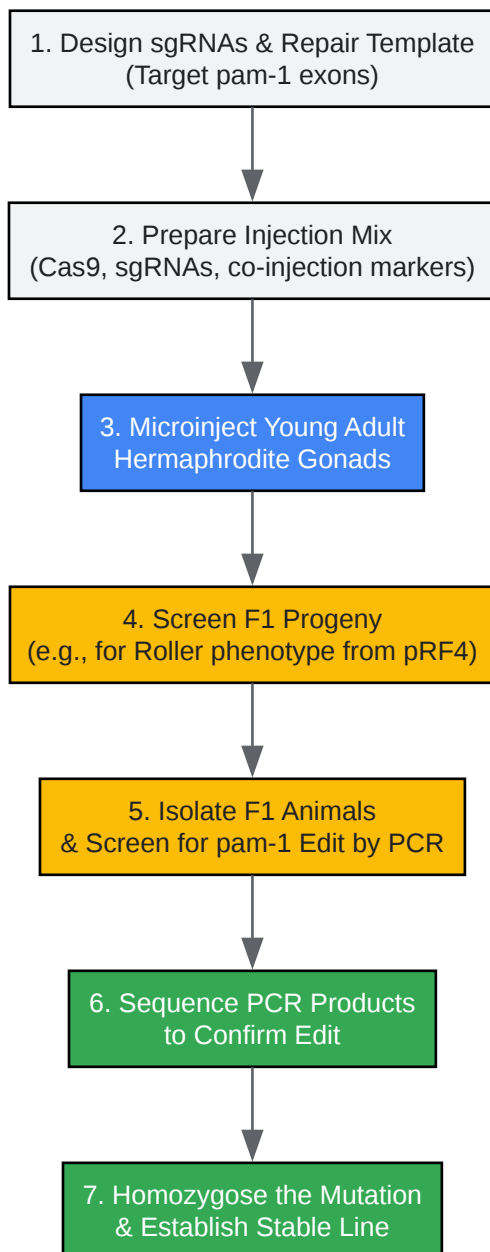 1. Design sgRNAs & Repair Template
(Target pam-1 exons)
2. Prepare Injection Mix
(Cas9, sgRNAs, co-injection markers)
3. Microinject Young Adult
Hermaphrodite Gonads
4. Screen F1 Progeny
(e.g., for Roller phenotype from pRF4)
5. Isolate F1 Animals
& Screen for pam-1 Edit by PCR
6. Sequence PCR Products
to Confirm Edit
7. Homozygose the Mutation
& Establish Stable Line